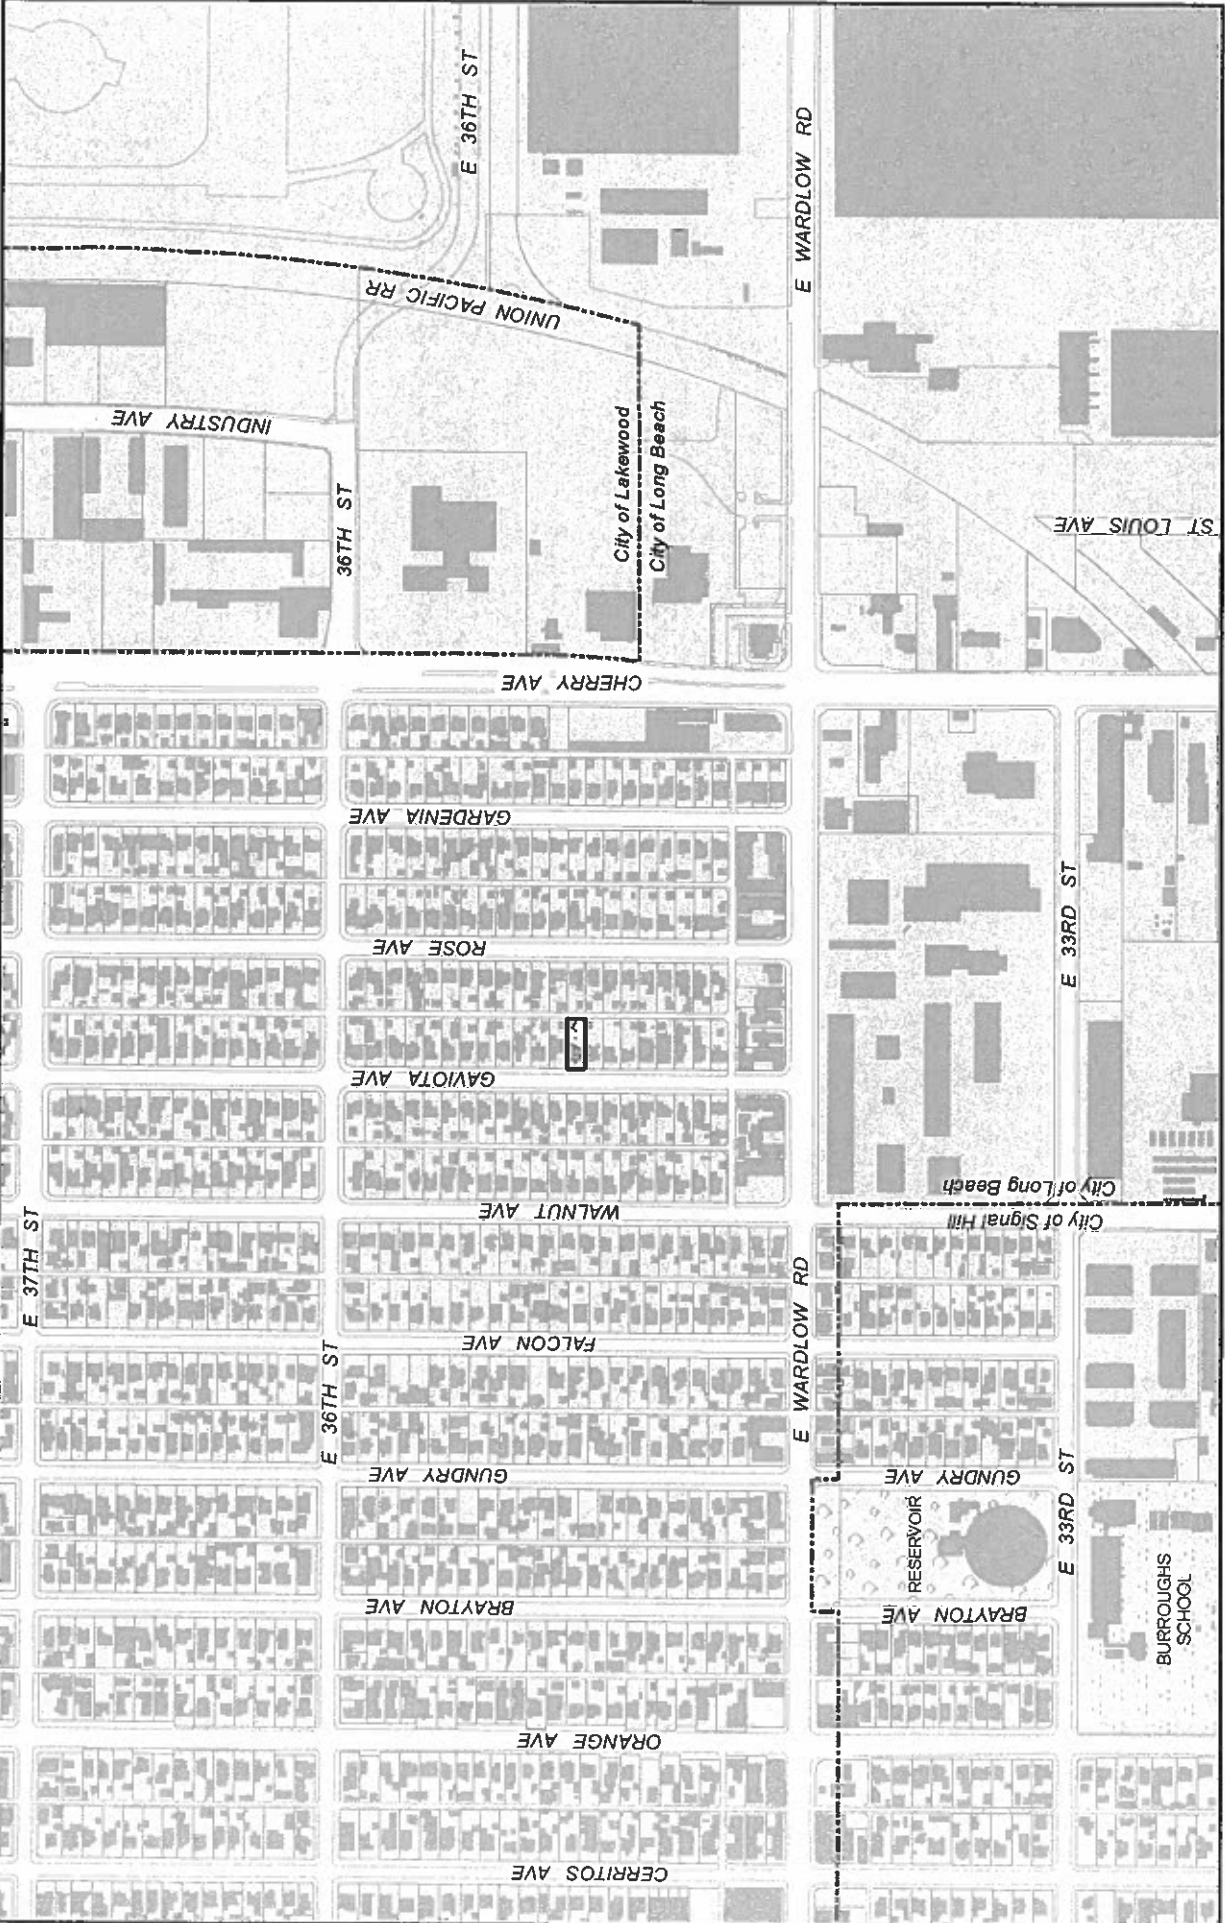 E 36TH ST
E WARDLOW RD
UNION PACIFIC RR
INDUSTRY AVE
36TH ST
City of Lakewood
City of Long Beach
ST LOUIS AVE
CHERRY AVE
GARDENIA AVE
ROSE AVE
E 33RD ST
GAVIOTA AVE
WALNUT AVE
City of Long Beach
City of Signal Hill
E 37TH ST
FALCON AVE
E 36TH ST
E WARDLOW RD
GUNDRY AVE
GUNDRY AVE
RESERVOIR
E 33RD ST
BRAYTON AVE
BRAYTON AVE
BURROUGHS
SCHOOL
ORANGE AVE
CERRITOS AVE